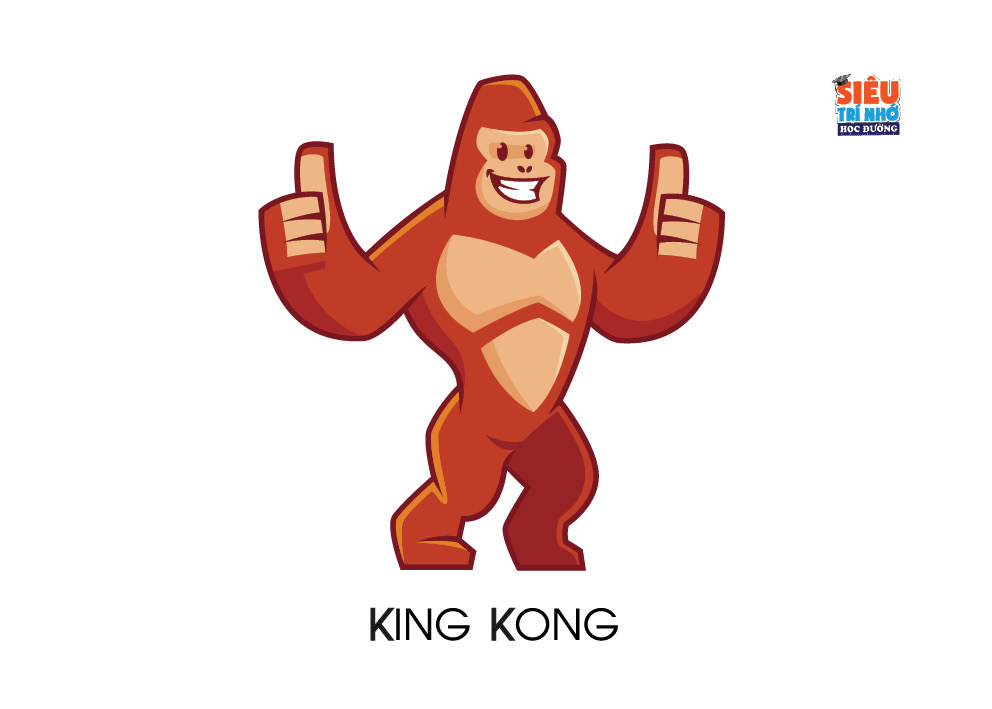 SIÊU
TRÍ NHỚ
HỌC ĐƯỜNG
KING KONG